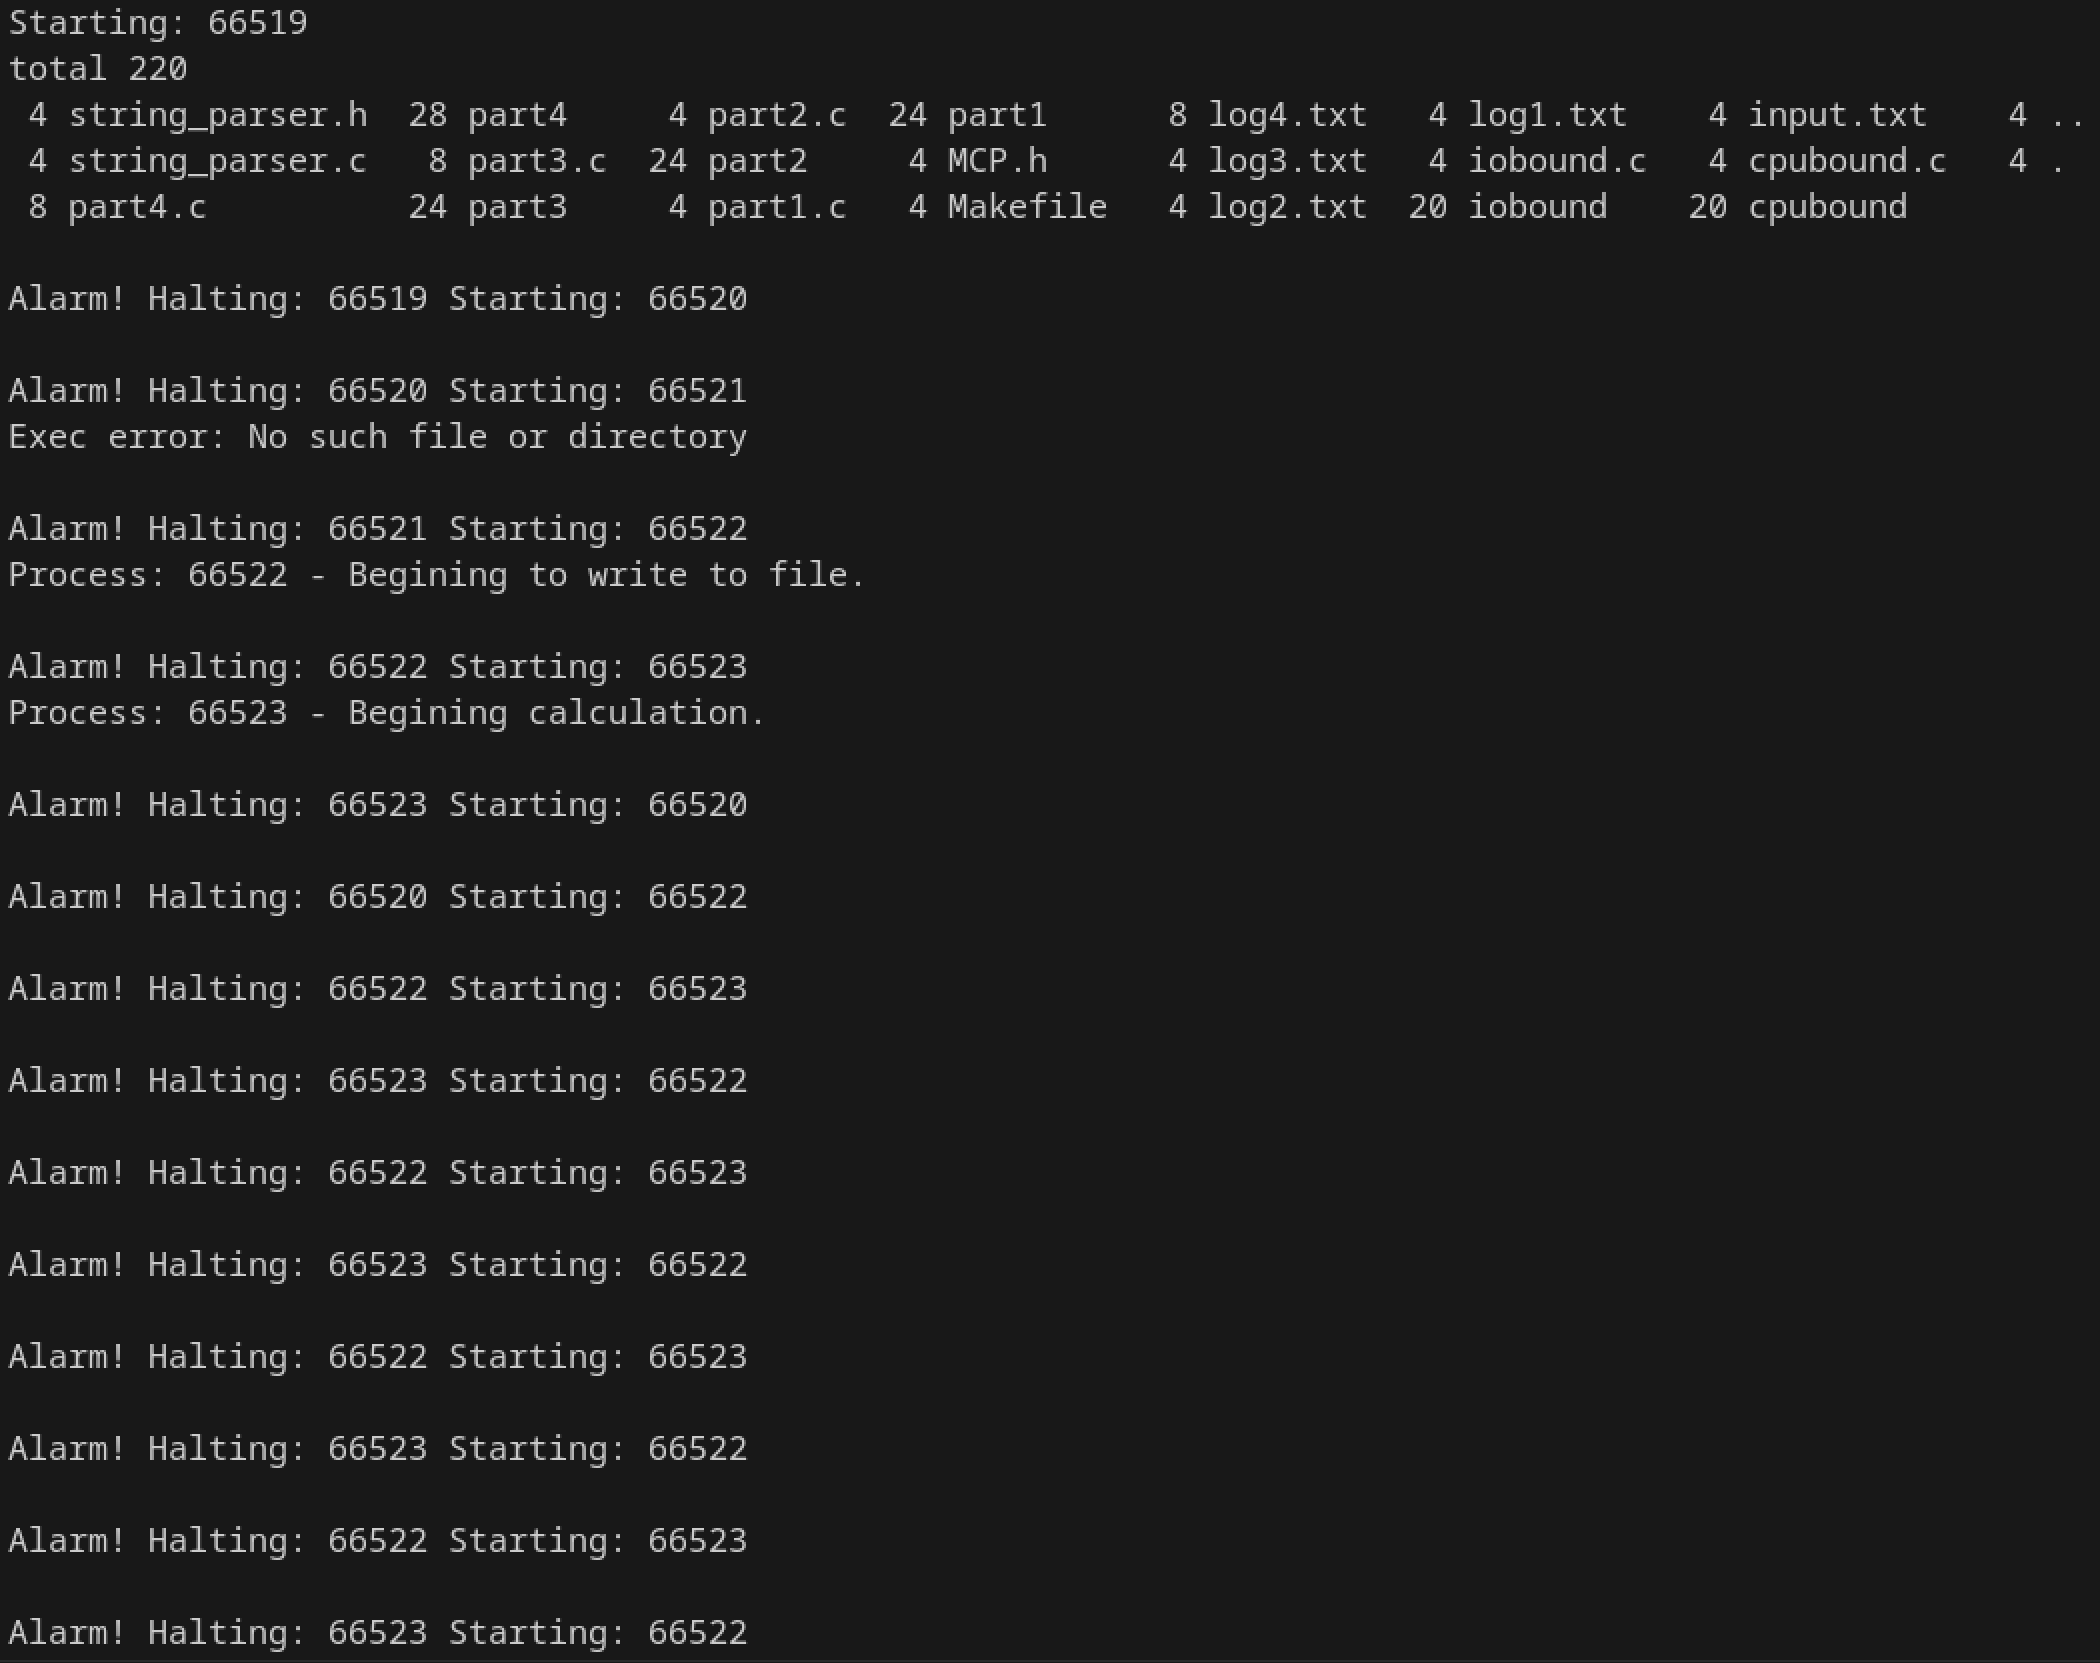 Starting: 66519
total 220
 4 string_parser.h  28 part4     4 part2.c  24 part1      8 log4.txt   4 log1.txt    4 input.txt    4 ..
 4 string_parser.c   8 part3.c  24 part2     4 MCP.h      4 log3.txt   4 iobound.c   4 cpubound.c   4 .
 8 part4.c          24 part3     4 part1.c   4 Makefile   4 log2.txt  20 iobound    20 cpubound
Alarm! Halting: 66519 Starting: 66520
Alarm! Halting: 66520 Starting: 66521
Exec error: No such file or directory
Alarm! Halting: 66521 Starting: 66522
Process: 66522 - Begining to write to file.
Alarm! Halting: 66522 Starting: 66523
Process: 66523 - Begining calculation.
Alarm! Halting: 66523 Starting: 66520
Alarm! Halting: 66520 Starting: 66522
Alarm! Halting: 66522 Starting: 66523
Alarm! Halting: 66523 Starting: 66522
Alarm! Halting: 66522 Starting: 66523
Alarm! Halting: 66523 Starting: 66522
Alarm! Halting: 66522 Starting: 66523
Alarm! Halting: 66523 Starting: 66522
Alarm! Halting: 66522 Starting: 66523
Alarm! Halting: 66523 Starting: 66522